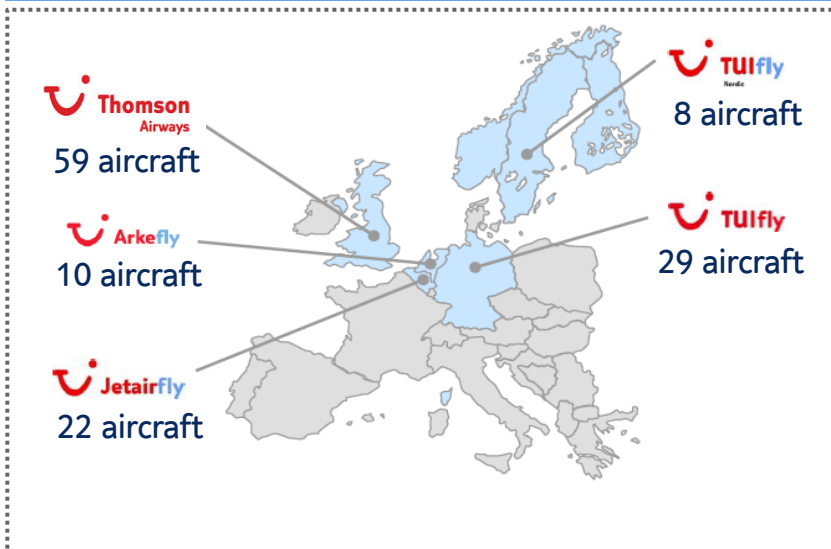 Thomson
Airways
59 aircraft
Arkefly
10 aircraft
Jetairfly
22 aircraft
TUIfly
Nordic
8 aircraft
TUIfly
29 aircraft